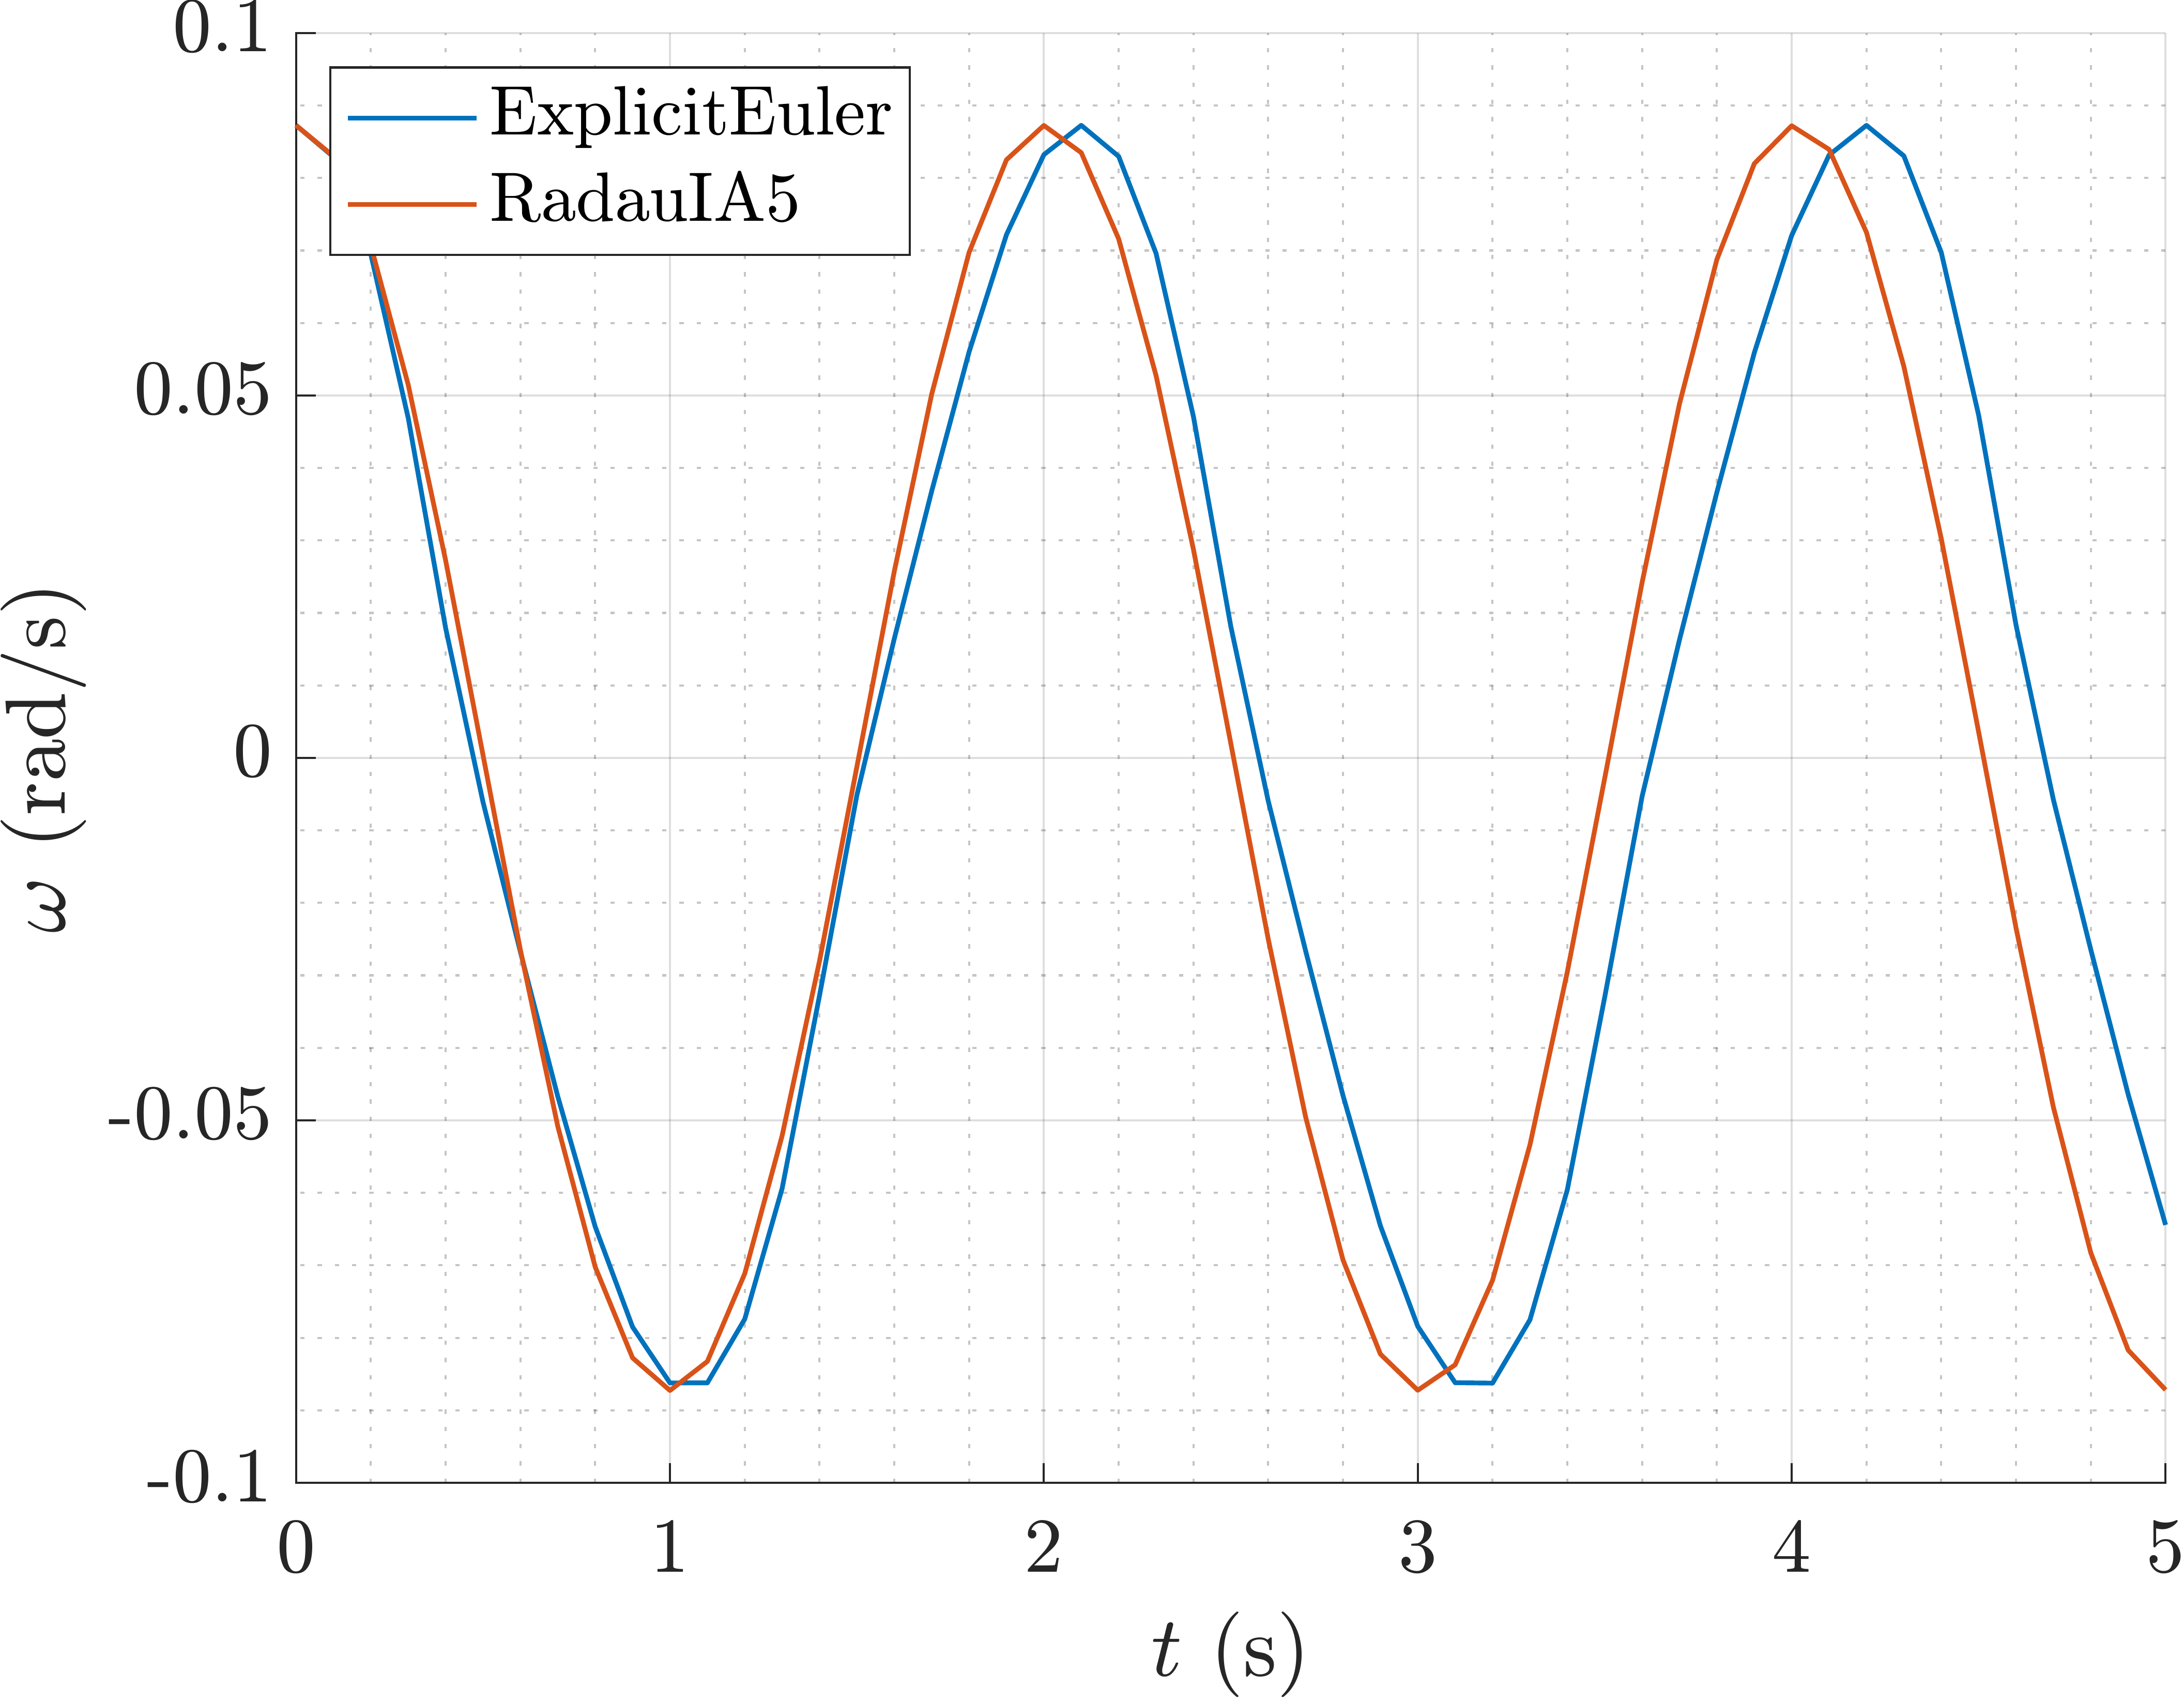 0.1
ExplicitEuler
RadauIA5
0.05
0
-0.05
-0.1
ω (rad/s)
0 1 2 3 4 5
t (s)